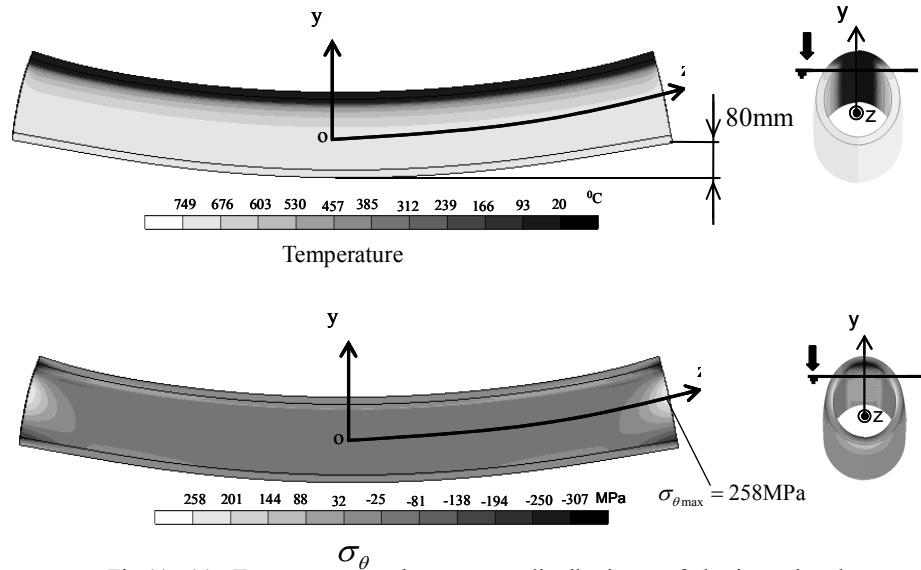 y
y
z
o
80mm
z
749 676 603 530 457 385 312 239 166 93 20 ⁰C
Temperature
y
y
z
o
z
258 201 144 88 32 -25 -81 -138 -194 -250 -307 MPa
σθmax = 258MPa
σθ